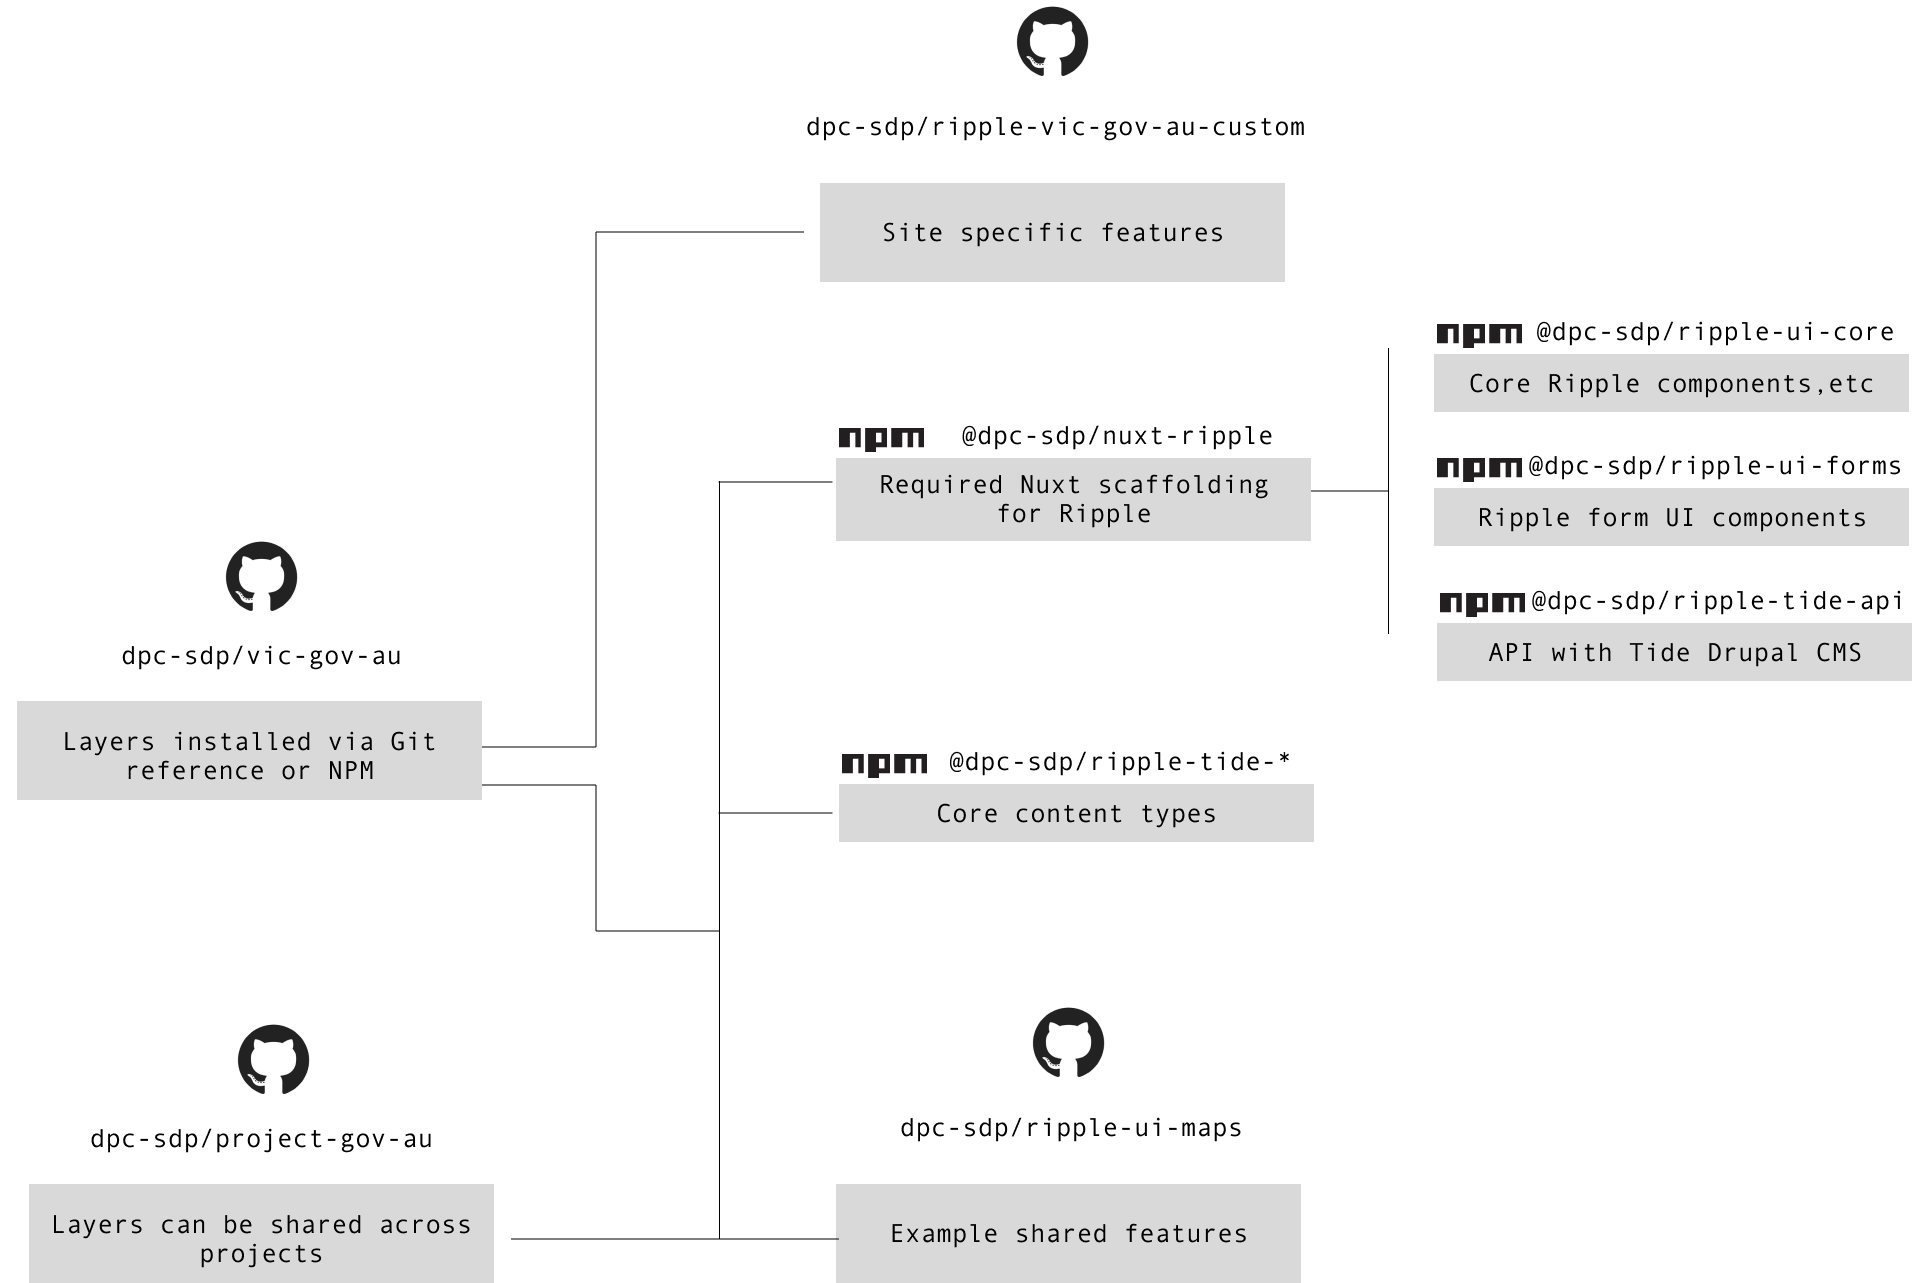 dpc-sdp/ripple-vic-gov-au-custom
Site specific features
npm @dpc-sdp/ripple-ui-core
Core Ripple components,etc
npm @dpc-sdp/nuxt-ripple
Required Nuxt scaffolding
for Ripple
npm @dpc-sdp/ripple-ui-forms
Ripple form UI components
npm @dpc-sdp/ripple-tide-api
API with Tide Drupal CMS
dpc-sdp/vic-gov-au
Layers installed via Git
reference or NPM
npm @dpc-sdp/ripple-tide-*
Core content types
dpc-sdp/project-gov-au
Layers can be shared across
projects
dpc-sdp/ripple-ui-maps
Example shared features